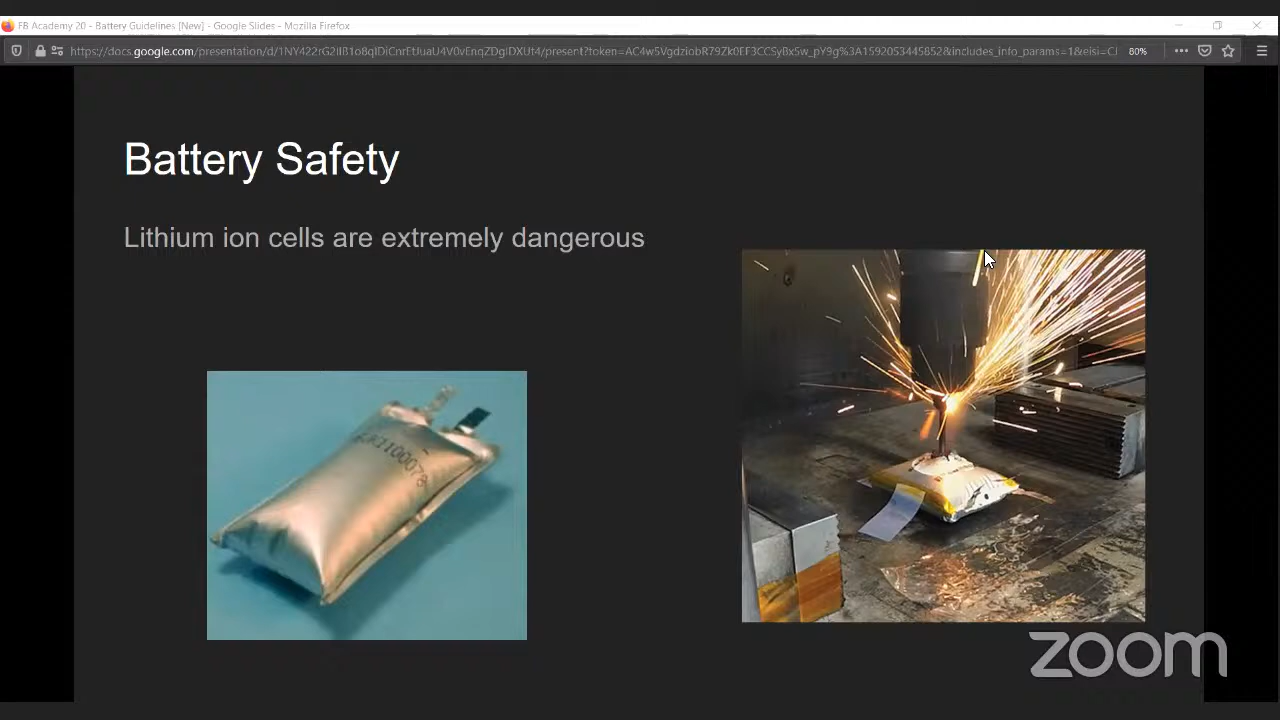 FB Academy 20 - Battery Guidelines [New] - Google Slides - Mozilla Firefox
80%
Battery Safety
Lithium ion cells are extremely dangerous
zoom